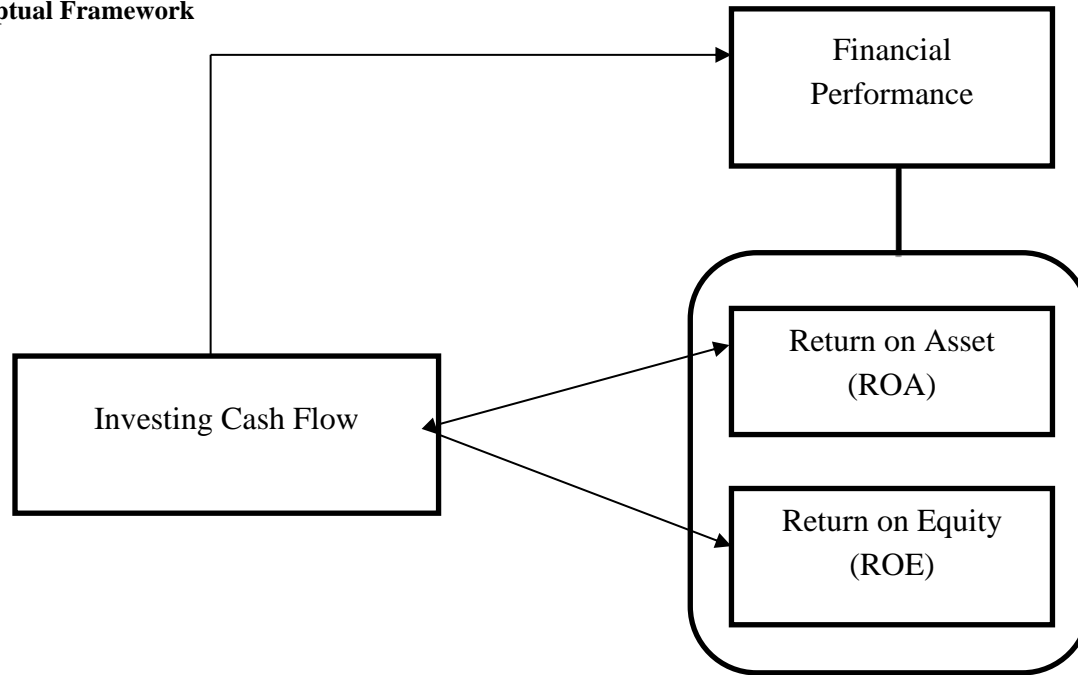 ptual Framework
Financial
Performance
Return on Asset
(ROA)
Investing Cash Flow
Return on Equity
(ROE)